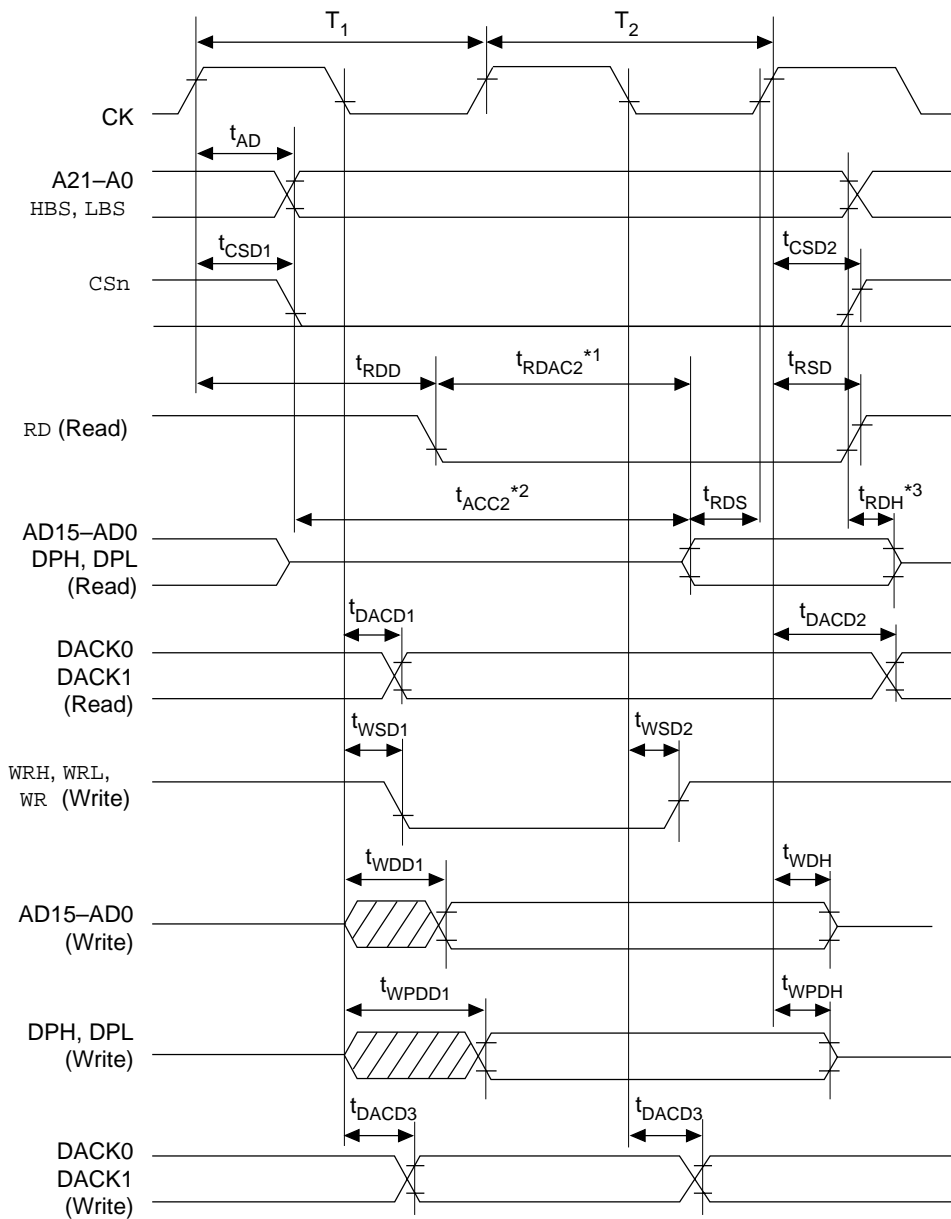 T1 T2
CK
tAD
A21–A0
HBS, LBS
tCSD1 tCSD2
CSn
tRDD tRDAC2*1 tRSD
RD (Read)
tACC2*2 tRDS tRDH*3
AD15–AD0
DPH, DPL
(Read)
tDACD1 tDACD2
DACK0
DACK1
(Read)
tWSD1 tWSD2
WRH, WRL,
WR (Write)
tWDD1 tWDH
AD15–AD0
(Write)
tWPDD1 tWPDH
DPH, DPL
(Write)
tDACD3 tDACD3
DACK0
DACK1
(Write)